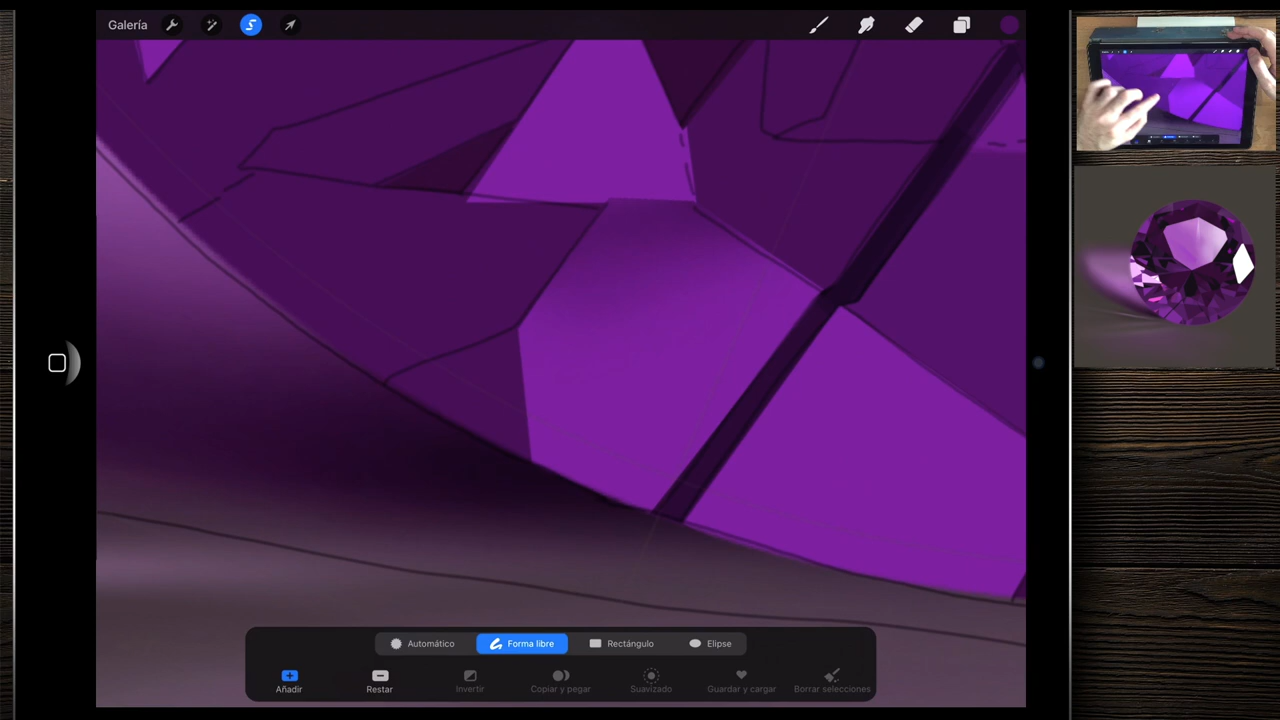 Galería
Automático Forma libre Rectángulo Elipse
Añadir Restar Invertir Copiar y pegar Suavizado Guardar y cargar Borrar selecciones